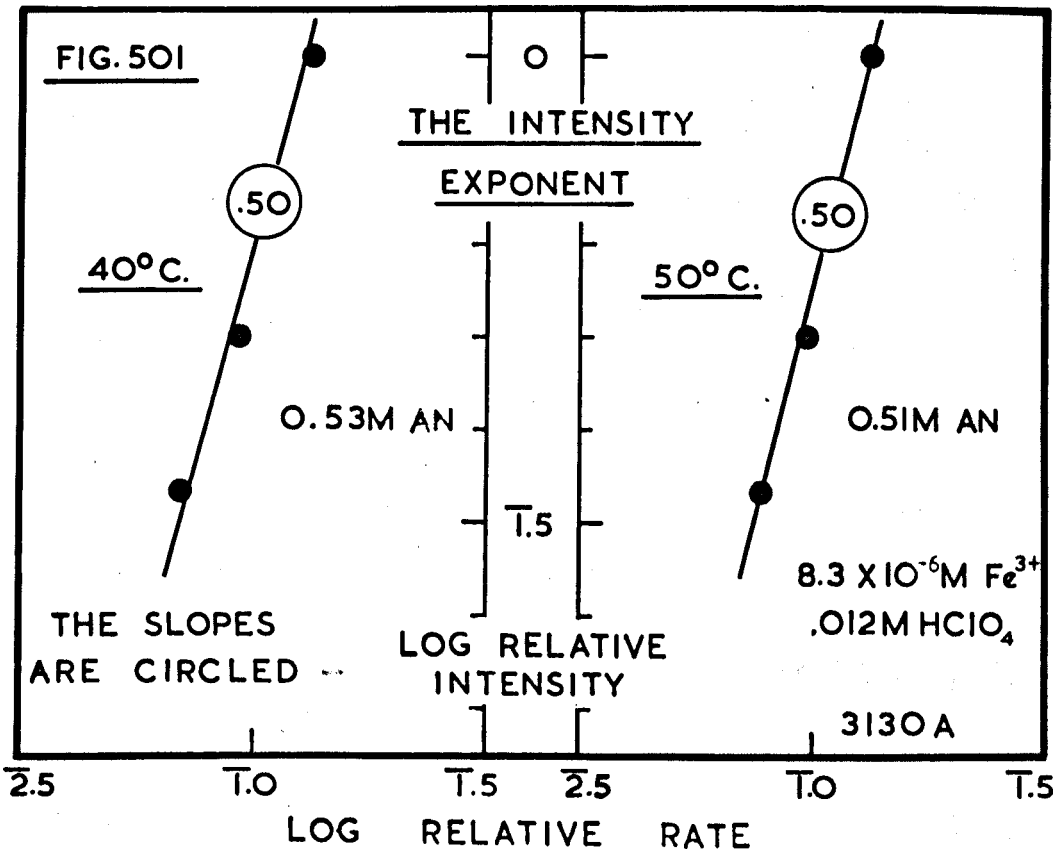 FIG. 501
0
THE INTENSITY
EXPONENT
.50
.50
40°C.
50°C.
0.53M AN
0.51M AN
1̅.5
8.3 X 10⁻⁶M Fe³⁺
.012M HClO₄
THE SLOPES
ARE CIRCLED
LOG RELATIVE
INTENSITY
3130 A
2̅.5
1̅.0
1̅.5
2̅.5
1̅.0
1̅.5
LOG RELATIVE RATE